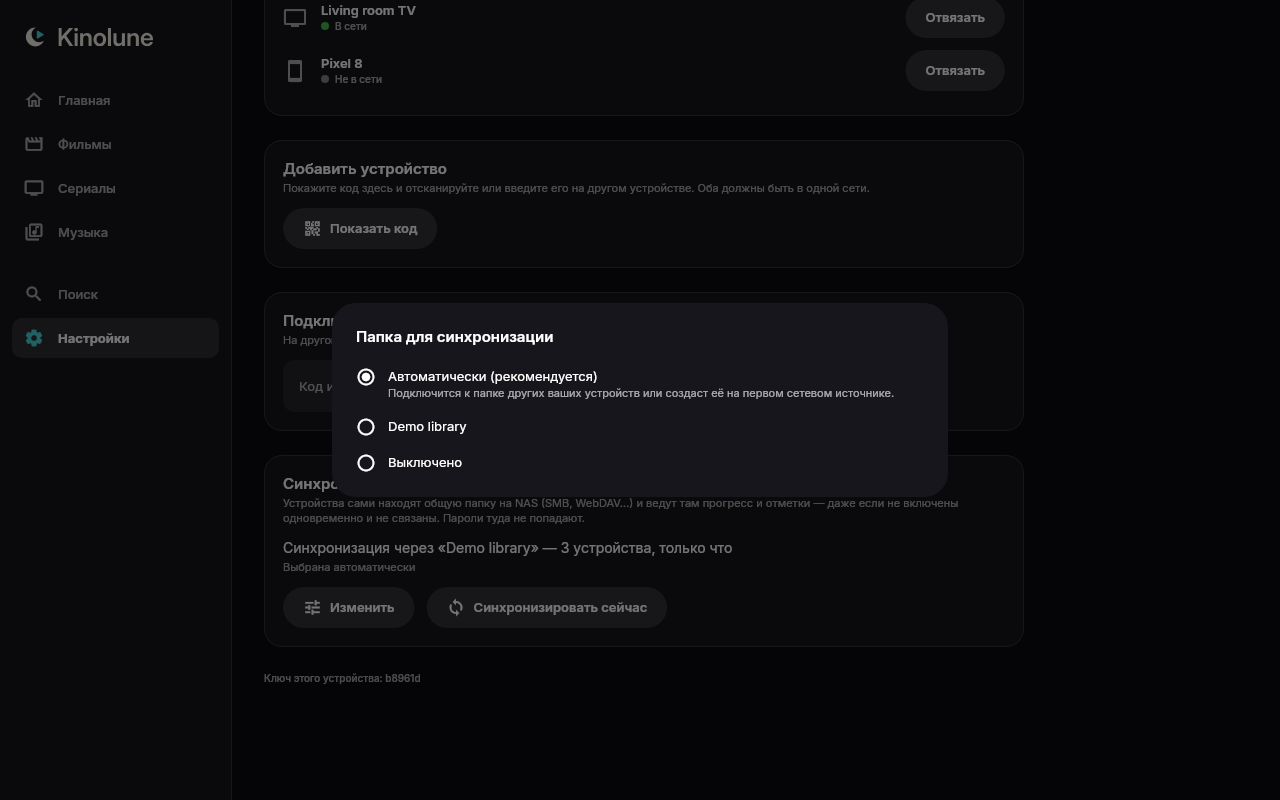 Kinolune
Главная
Фильмы
Сериалы
Музыка
Поиск
Настройки
Living room TV
В сети
Отвязать
Pixel 8
Не в сети
Отвязать
Добавить устройство
Покажите код здесь и отсканируйте или введите его на другом устройстве. Оба должны быть в одной сети.
Показать код
Папка для синхронизации
Автоматически (рекомендуется)
Подключится к папке других ваших устройств или создаст её на первом сетевом источнике.
Demo library
Выключено
Устройства сами находят общую папку на NAS (SMB, WebDAV...) и ведут там прогресс и отметки — даже если не включены
одновременно и не связаны. Пароли туда не попадают.
Синхронизация через «Demo library» — 3 устройства, только что
Выбрана автоматически
Изменить
Синхронизировать сейчас
Ключ этого устройства: b8961d